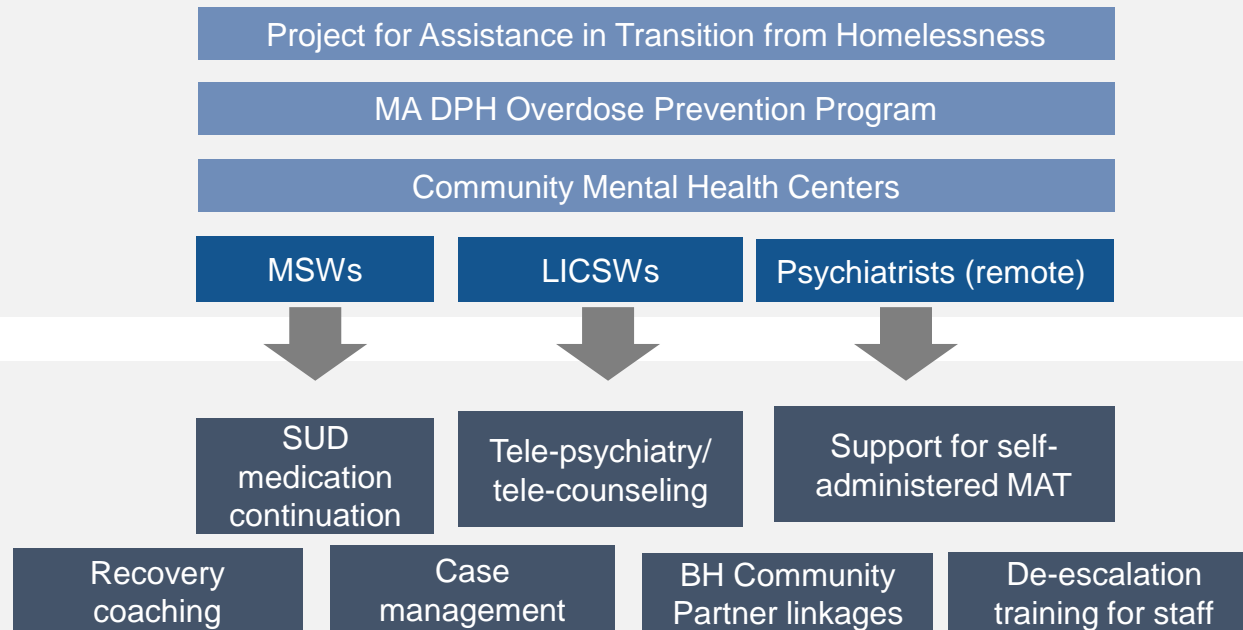 Project for Assistance in Transition from Homelessness
MA DPH Overdose Prevention Program
Community Mental Health Centers
MSWs
LICSWs
Psychiatrists (remote)
SUD
medication
continuation
Tele-psychiatry/
tele-counseling
Support for self-
administered MAT
Recovery
coaching
Case
management
BH Community
Partner linkages
De-escalation
training for staff